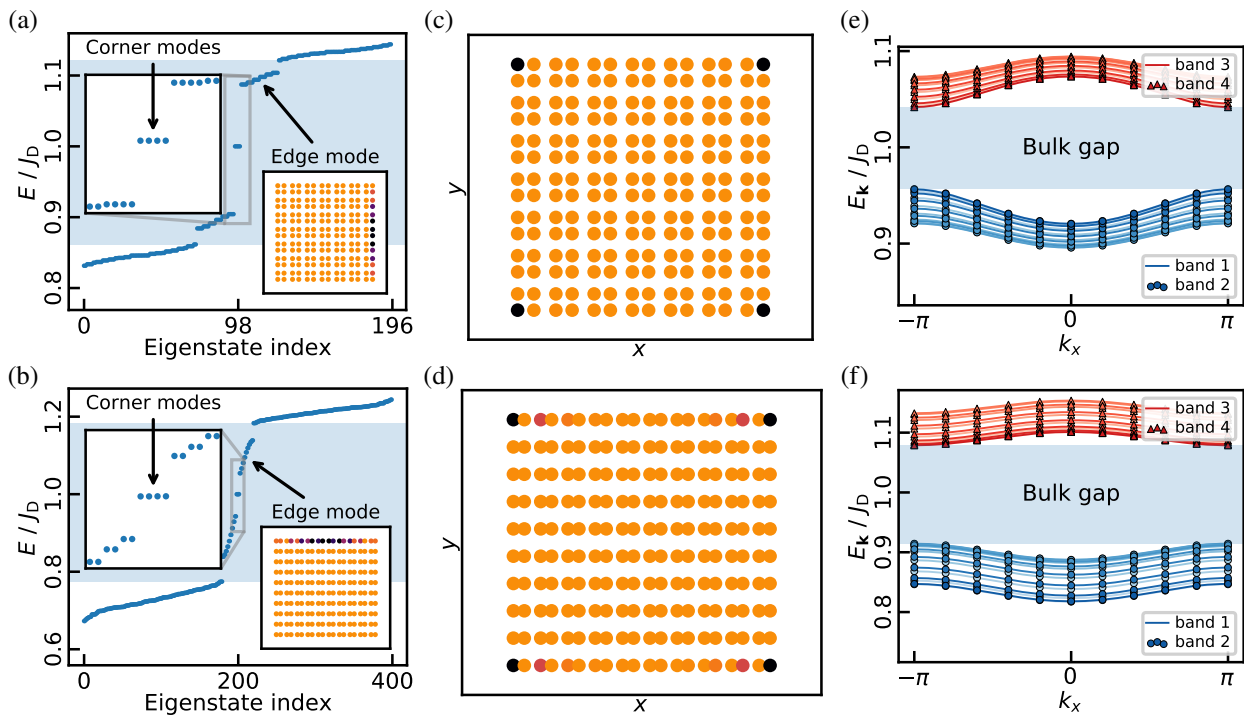 (a)
E / J_D
1.1
1.0
0.9
0.8
Corner modes
Edge mode
0
98
196
Eigenstate index
(c)
y
x
(e)
E_k / J_D
1.1
1.0
0.9
band 3
band 4
Bulk gap
band 1
band 2
−π
0
π
k_x
(b)
E / J_D
1.2
1.0
0.8
0.6
Corner modes
Edge mode
0
200
400
Eigenstate index
(d)
y
x
(f)
E_k / J_D
1.1
1.0
0.9
0.8
band 3
band 4
Bulk gap
band 1
band 2
−π
0
π
k_x